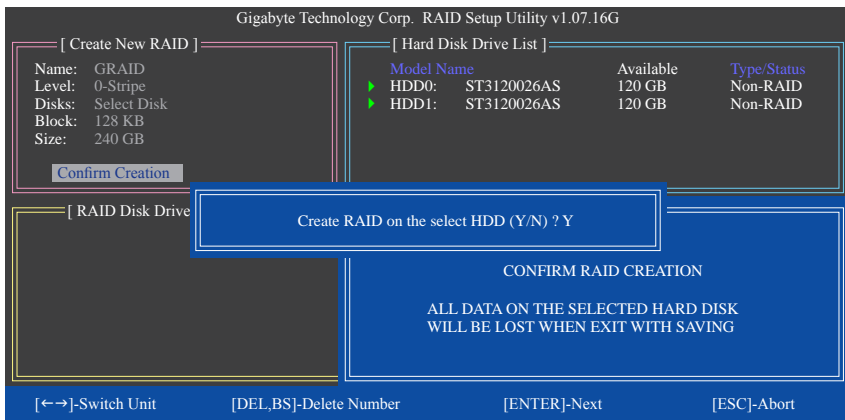 Gigabyte Technology Corp. RAID Setup Utility v1.07.16G
[ Create New RAID ]
Name: GRAID
Level: 0-Stripe
Disks: Select Disk
Block: 128 KB
Size: 240 GB
Confirm Creation
[ Hard Disk Drive List ]
Model Name Available Type/Status
HDD0: ST3120026AS 120 GB Non-RAID
HDD1: ST3120026AS 120 GB Non-RAID
[ RAID Disk Drive
Create RAID on the select HDD (Y/N) ? Y
CONFIRM RAID CREATION
ALL DATA ON THE SELECTED HARD DISK
WILL BE LOST WHEN EXIT WITH SAVING
[←→]-Switch Unit [DEL,BS]-Delete Number [ENTER]-Next [ESC]-Abort